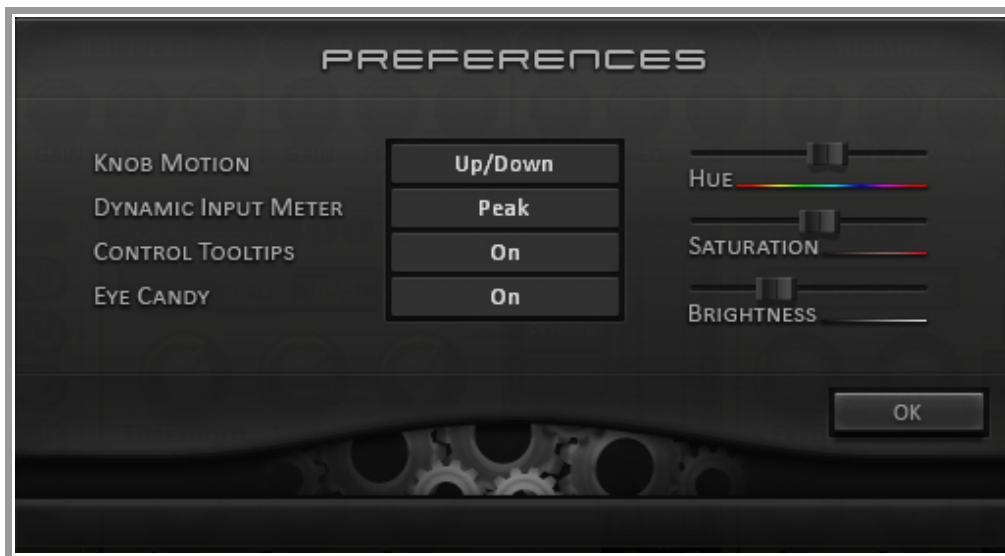 PREFERENCES
KNOB MOTION Up/Down
DYNAMIC INPUT METER Peak
CONTROL TOOLTIPS On
EYE CANDY On
HUE
SATURATION
BRIGHTNESS
OK